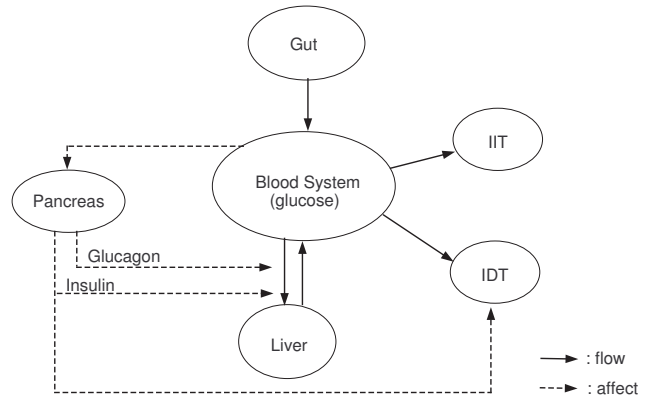 Gut
IIT
Blood System
(glucose)
Pancreas
Glucagon
IDT
Insulin
Liver
: flow
: affect